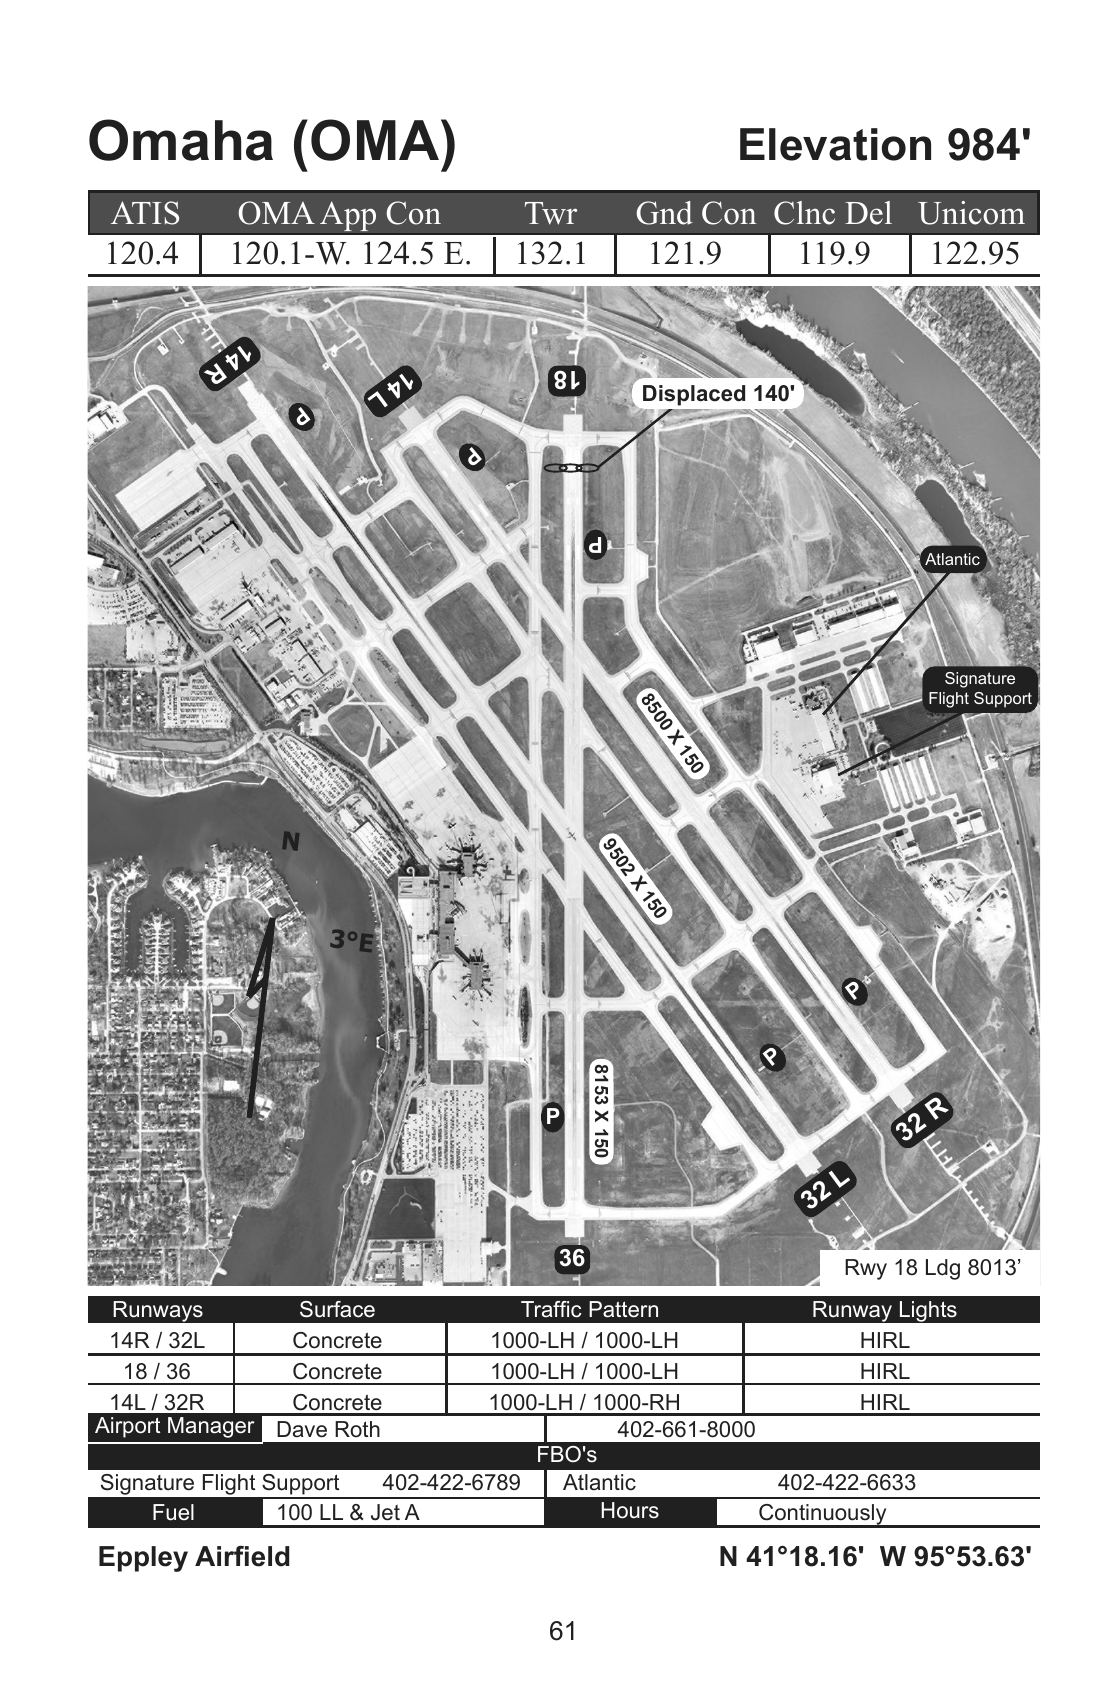 Omaha (OMA) Elevation 984'
ATIS OMA App Con Twr Gnd Con Clnc Del Unicom
120.4 120.1-W. 124.5 E. 132.1 121.9 119.9 122.95
14 R
14 L
18
Displaced 140'
P
P
P
Atlantic
Signature
Flight Support
8500 X 150
9502 X 150
N
3°E
P
P
8153 X 150
P
32 R
32 L
36
Rwy 18 Ldg 8013’
Runways Surface Traffic Pattern Runway Lights
14R / 32L Concrete 1000-LH / 1000-LH HIRL
18 / 36 Concrete 1000-LH / 1000-LH HIRL
14L / 32R Concrete 1000-LH / 1000-RH HIRL
Airport Manager Dave Roth 402-661-8000
FBO's
Signature Flight Support 402-422-6789 Atlantic 402-422-6633
Fuel 100 LL & Jet A Hours Continuously
Eppley Airfield N 41°18.16' W 95°53.63'
61